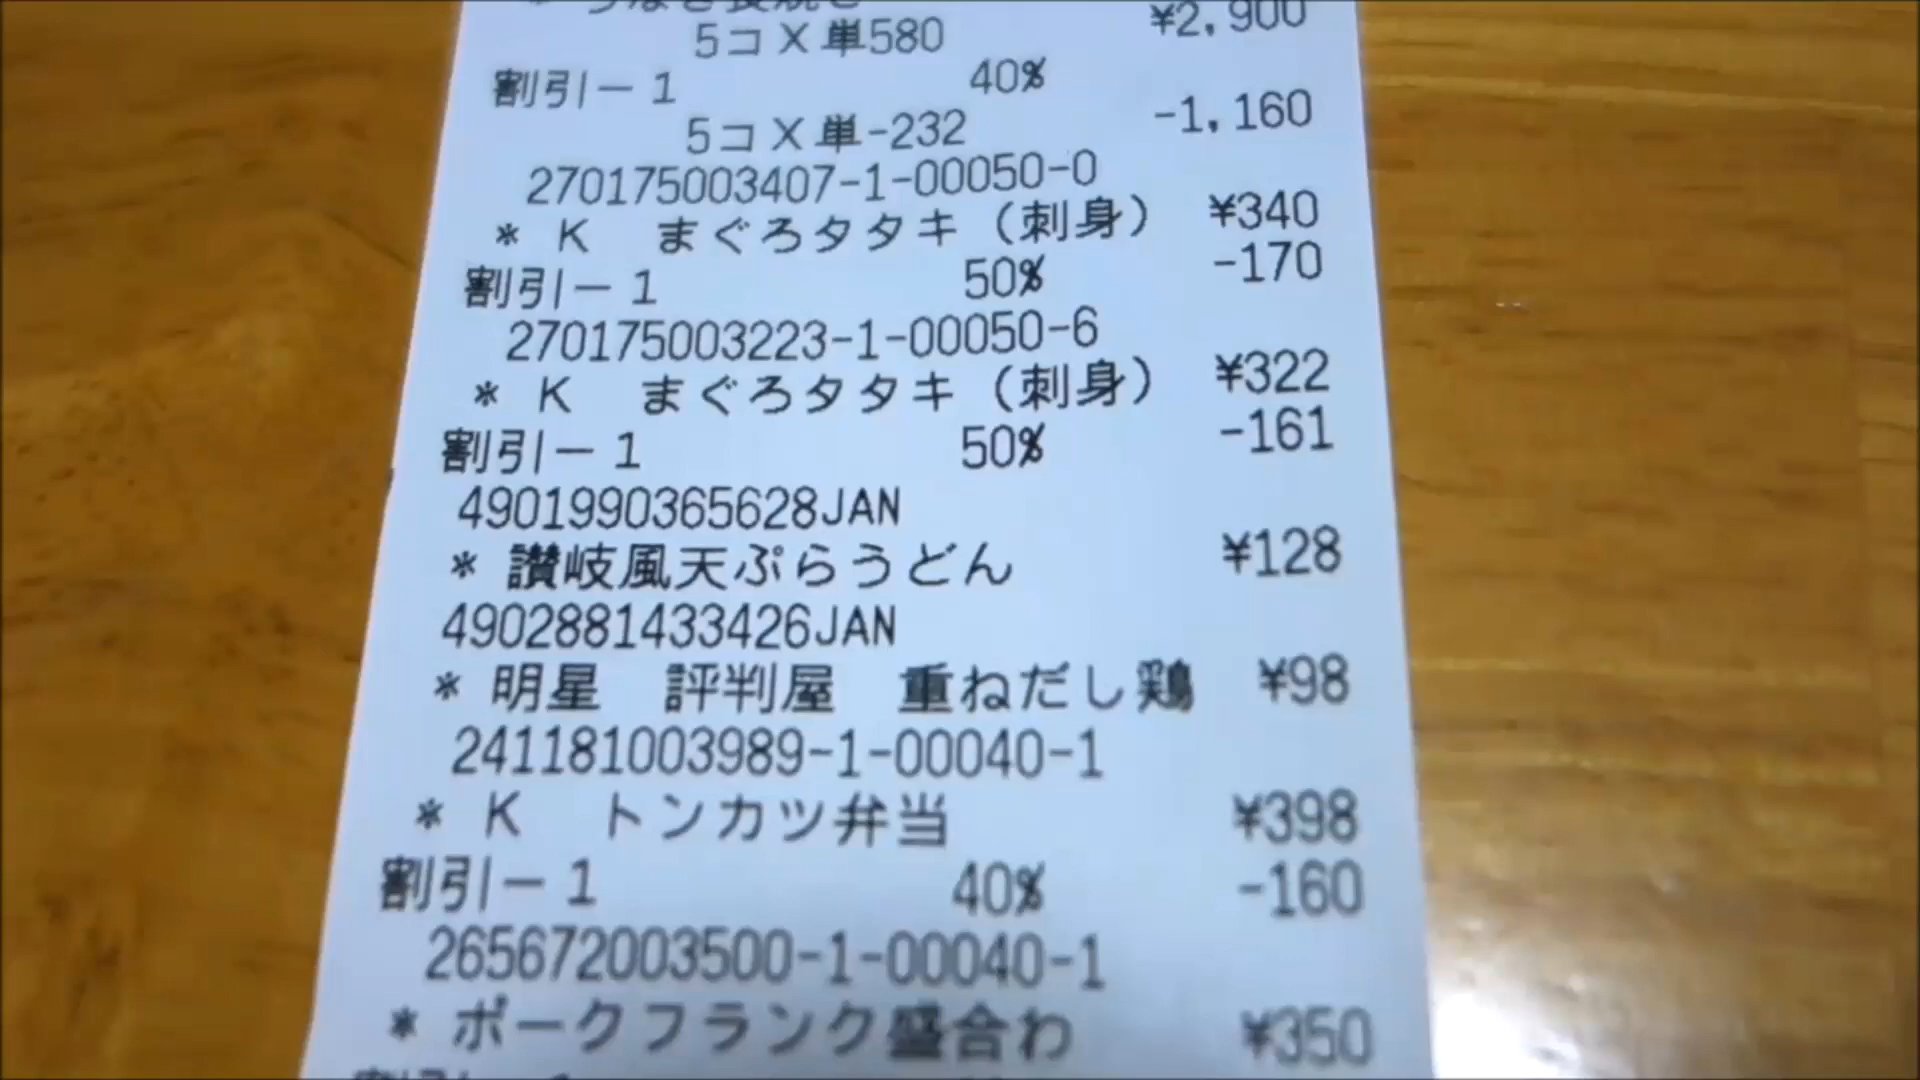 ¥2,900
5コX単580
割引-1 40%
5コX単-232 -1,160
270175003407-1-00050-0
* K まぐろタタキ(刺身) ¥340
割引-1 50% -170
270175003223-1-00050-6
* K まぐろタタキ(刺身) ¥322
割引-1 50% -161
4901990365628JAN
* 讃岐風天ぷらうどん ¥128
4902881433426JAN
* 明星 評判屋 重ねだし鶏 ¥98
241181003989-1-00040-1
* K トンカツ弁当 ¥398
割引-1 40% -160
265672003500-1-00040-1
* ポークフランク盛合わ ¥350